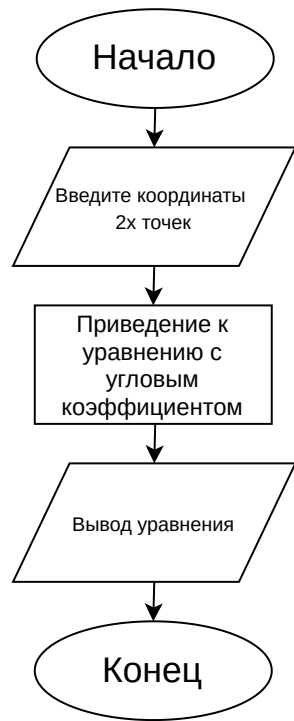 Начало
Введите координаты
2х точек
Приведение к
уравнению с
угловым
коэффициентом
Вывод уравнения
Конец